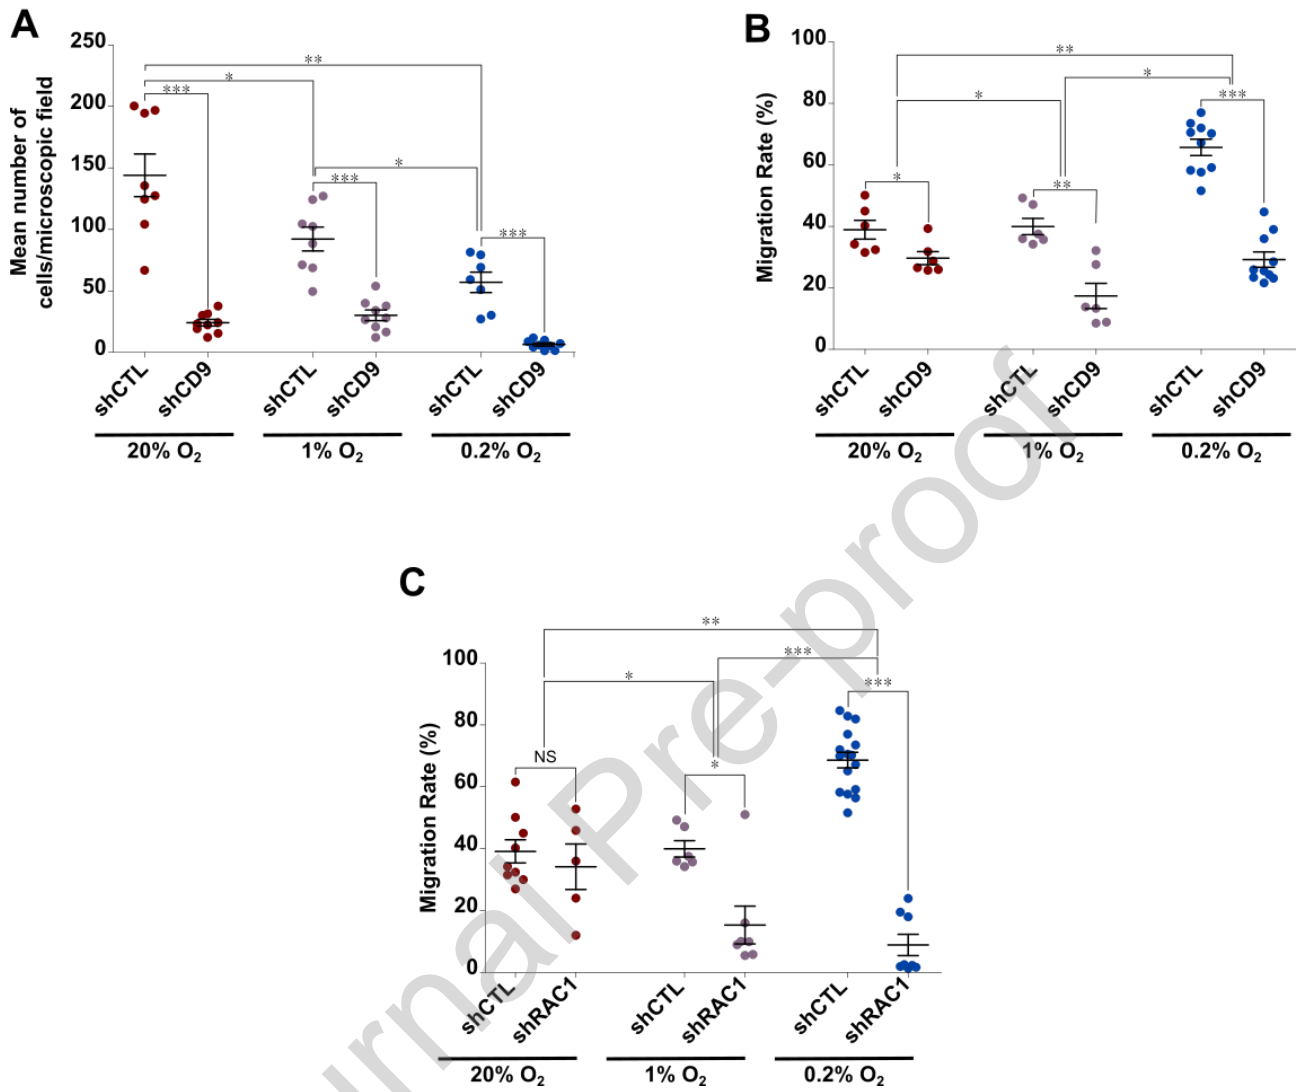 A
Mean number of
cells/microscopic field
250
200
150
100
50
0
**
*
***
*
***
***
shCTL shCD9 shCTL shCD9 shCTL shCD9
20% O₂ 1% O₂ 0.2% O₂
B
Migration Rate (%)
100
80
60
40
20
0
**
*
*
***
*
**
shCTL shCD9 shCTL shCD9 shCTL shCD9
20% O₂ 1% O₂ 0.2% O₂
C
Migration Rate (%)
100
80
60
40
20
0
**
***
*
***
NS
*
shCTL shRAC1 shCTL shRAC1 shCTL shRAC1
20% O₂ 1% O₂ 0.2% O₂
urnal Pre-proof